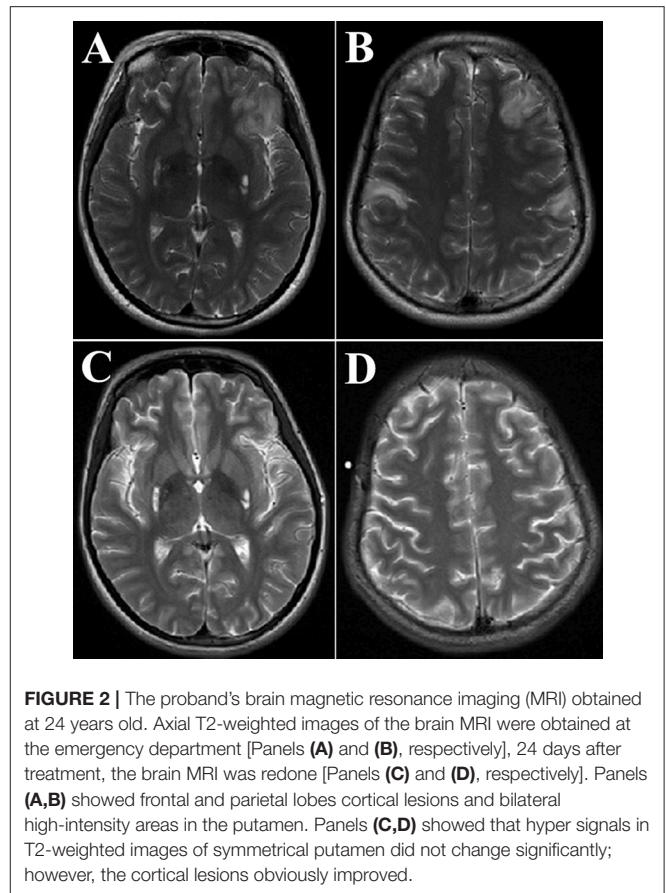 A
B
C
D
FIGURE 2 | The proband's brain magnetic resonance imaging (MRI) obtained
at 24 years old. Axial T2-weighted images of the brain MRI were obtained at
the emergency department [Panels (A) and (B), respectively], 24 days after
treatment, the brain MRI was redone [Panels (C) and (D), respectively]. Panels
(A,B) showed frontal and parietal lobes cortical lesions and bilateral
high-intensity areas in the putamen. Panels (C,D) showed that hyper signals in
T2-weighted images of symmetrical putamen did not change significantly;
however, the cortical lesions obviously improved.